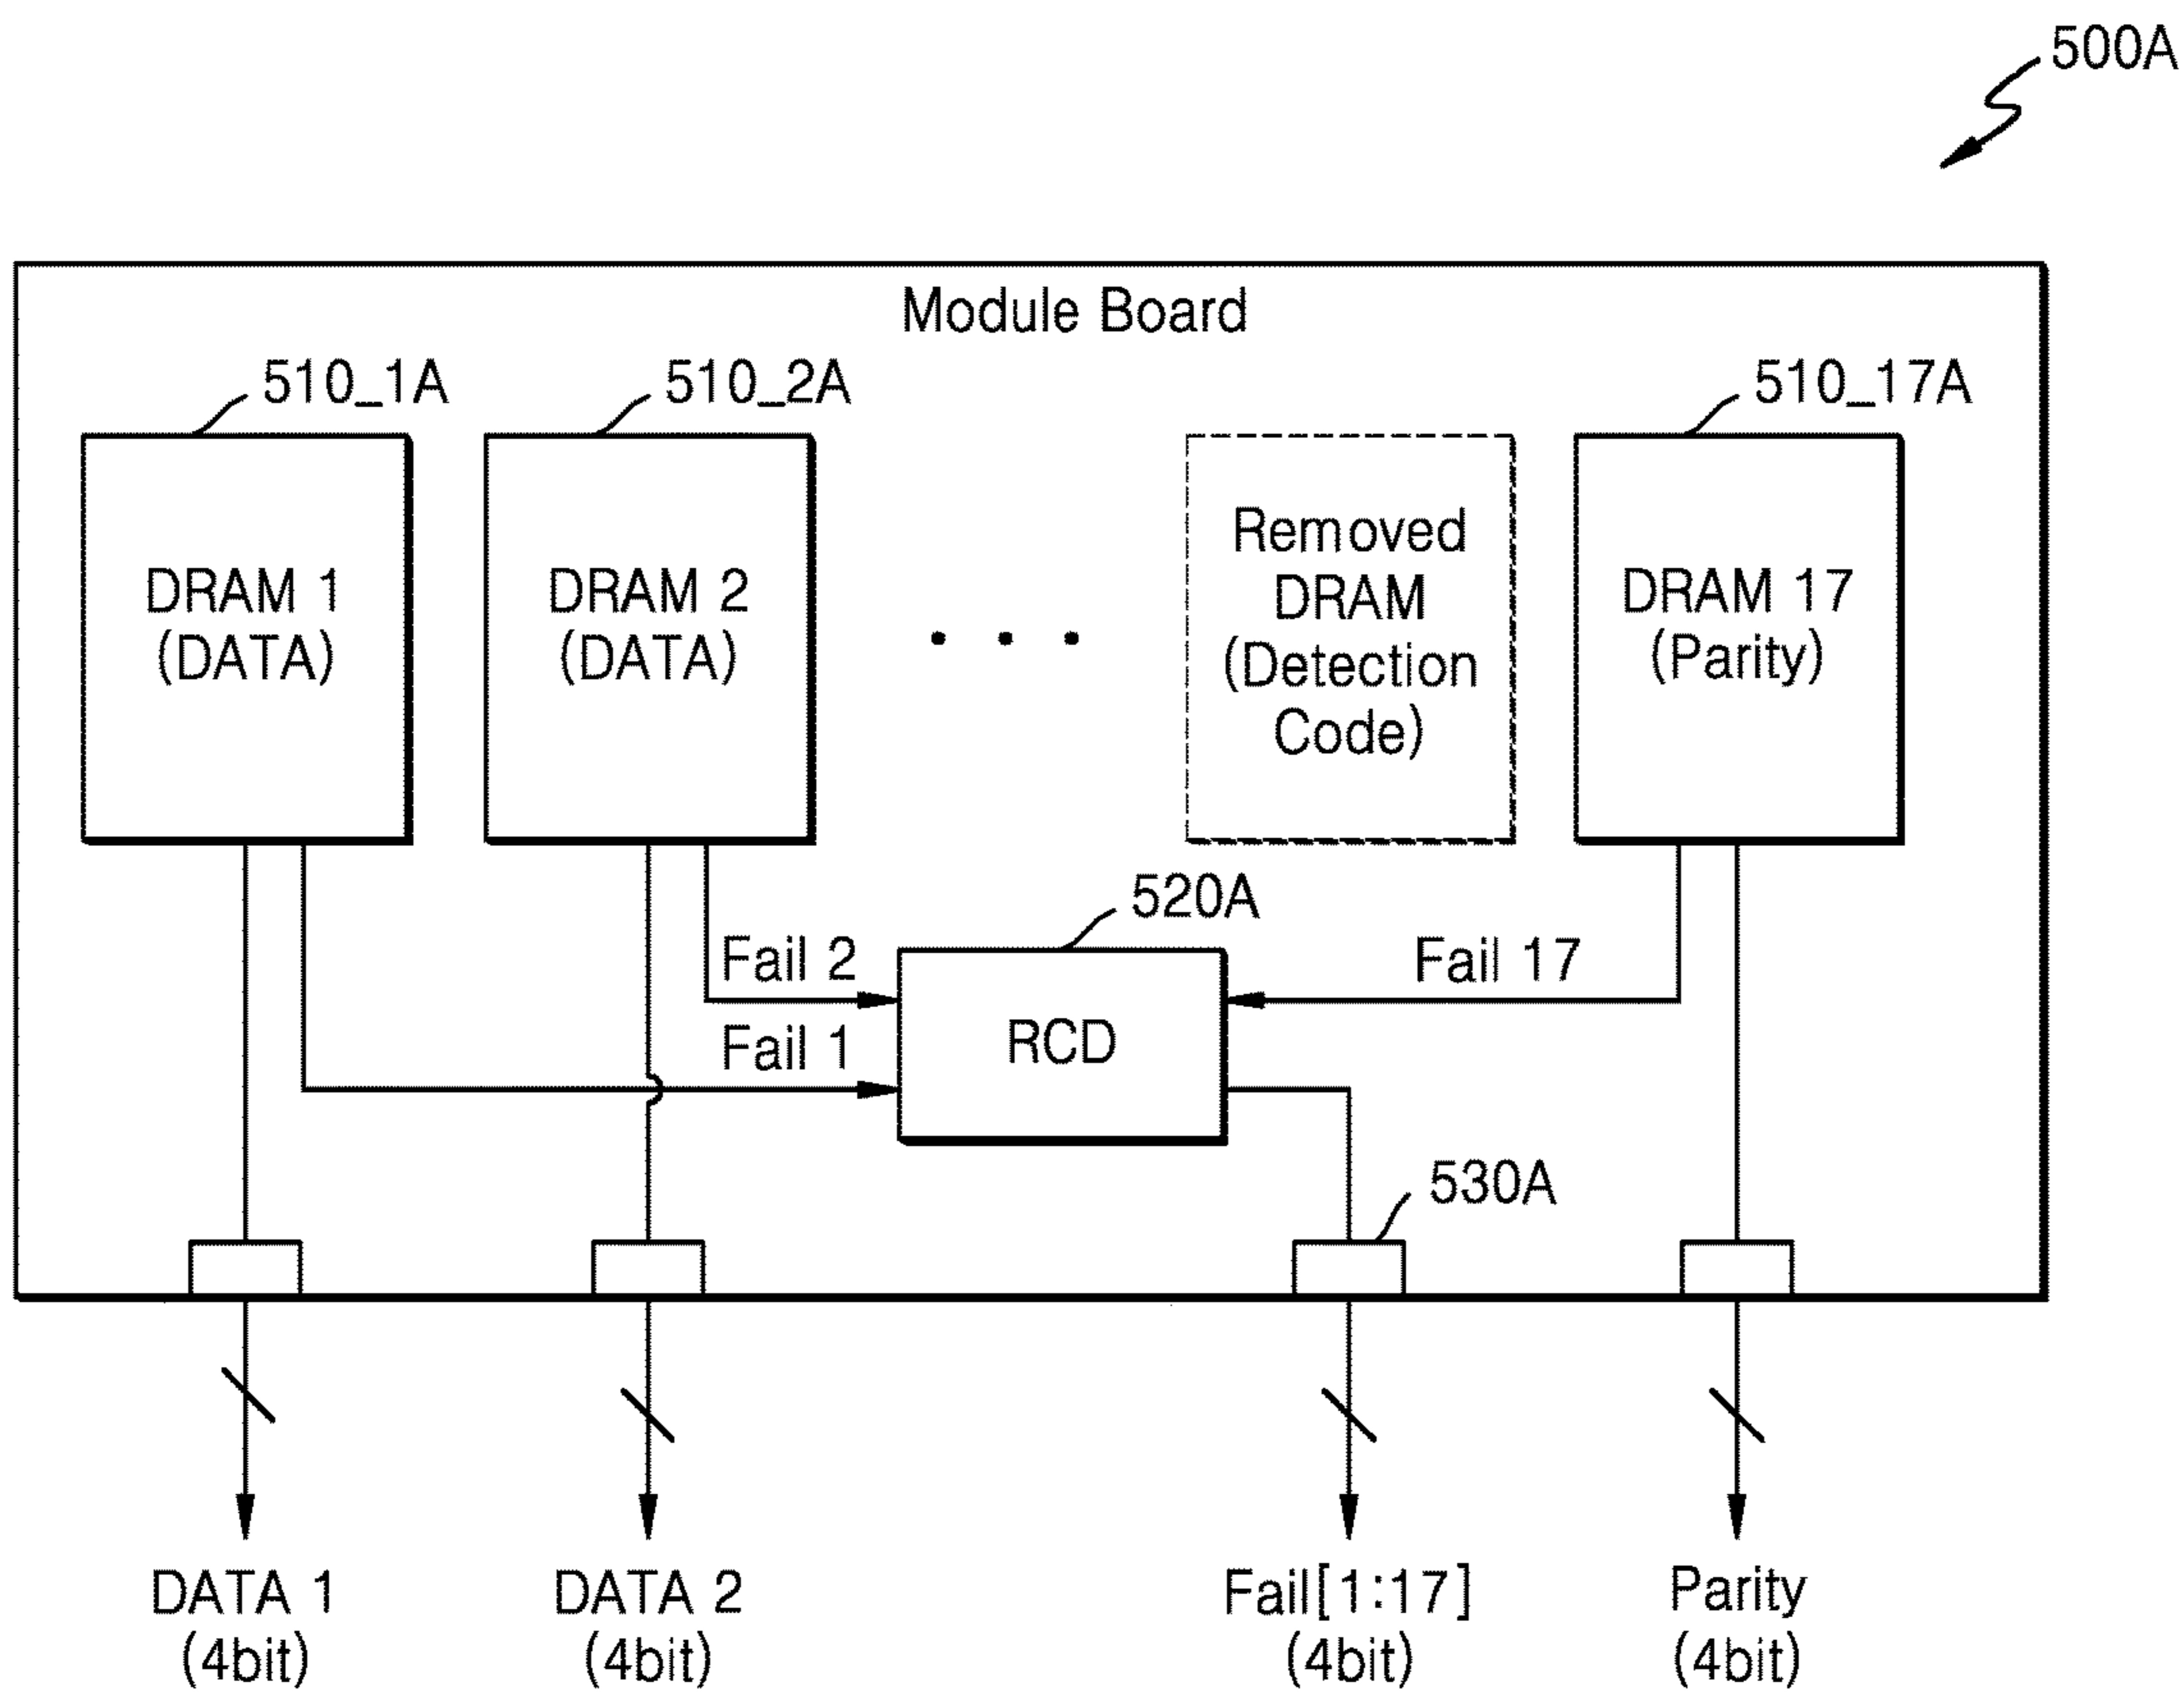 500A
Module Board
510_1A
510_2A
510_17A
DRAM 1
(DATA)
DRAM 2
(DATA)
Removed
DRAM
(Detection
Code)
DRAM 17
(Parity)
520A
Fail 2
Fail 17
Fail 1
RCD
530A
DATA 1
(4bit)
DATA 2
(4bit)
Fail[1:17]
(4bit)
Parity
(4bit)